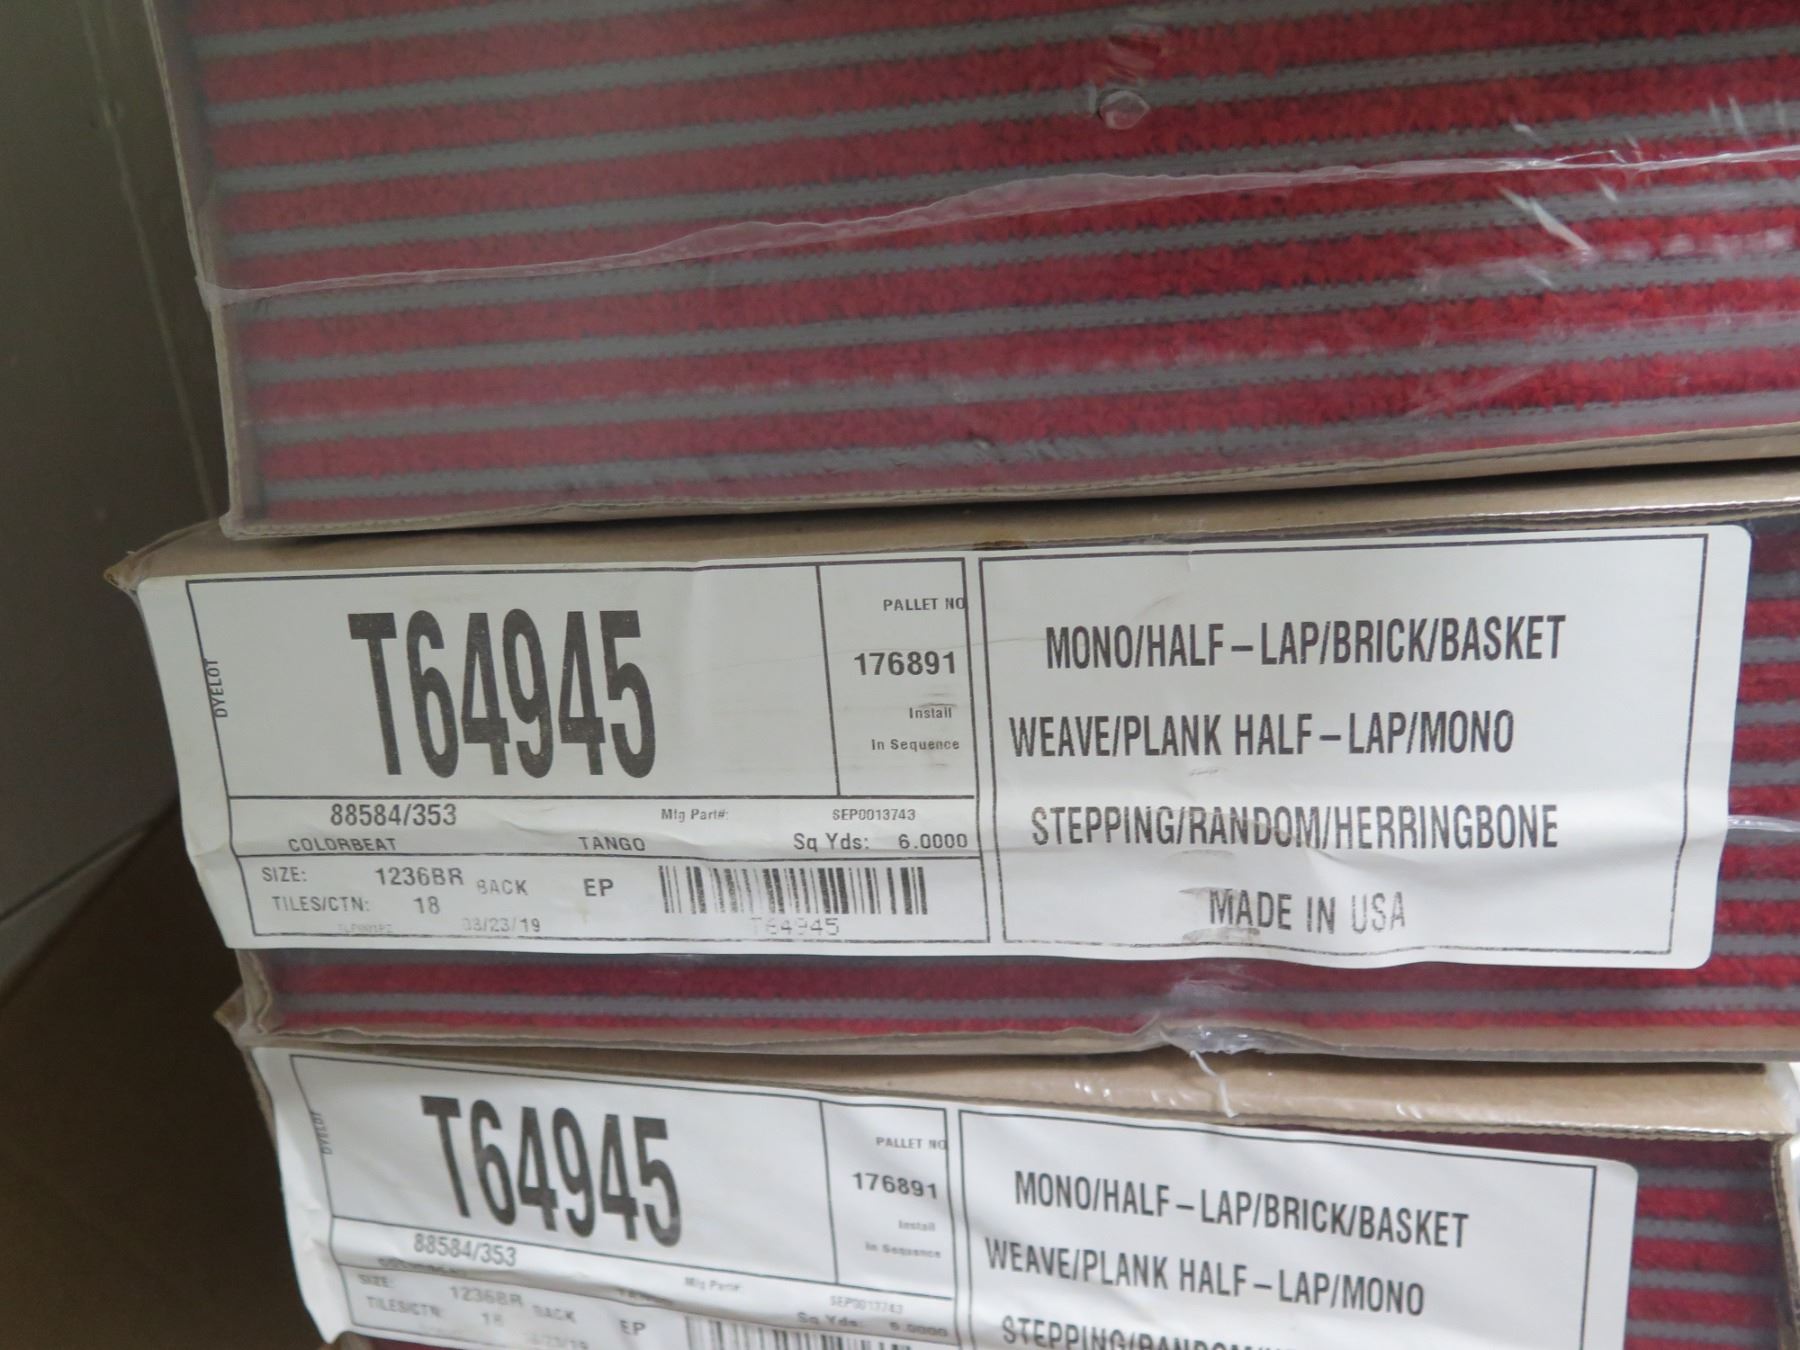 DYELOT
T64945
PALLET NO
176891
Install
In Sequence
88584/353
Mfg Part#:
SEP0013743
COLORBEAT
TANGO
Sq Yds: 6.0000
SIZE: 1236BR BACK EP
TILES/CTN: 18
03/23/19
T64945
MONO/HALF-LAP/BRICK/BASKET
WEAVE/PLANK HALF-LAP/MONO
STEPPING/RANDOM/HERRINGBONE
MADE IN USA
DYELOT
T64945
PALLET NO
176891
Install
In Sequence
88584/353
Mfg Part#:
SEP0013743
Sq Yds: 6.0000
SIZE: 1236BR BACK EP
TILES/CTN: 18
MONO/HALF-LAP/BRICK/BASKET
WEAVE/PLANK HALF-LAP/MONO
STEPPING/RANDOM